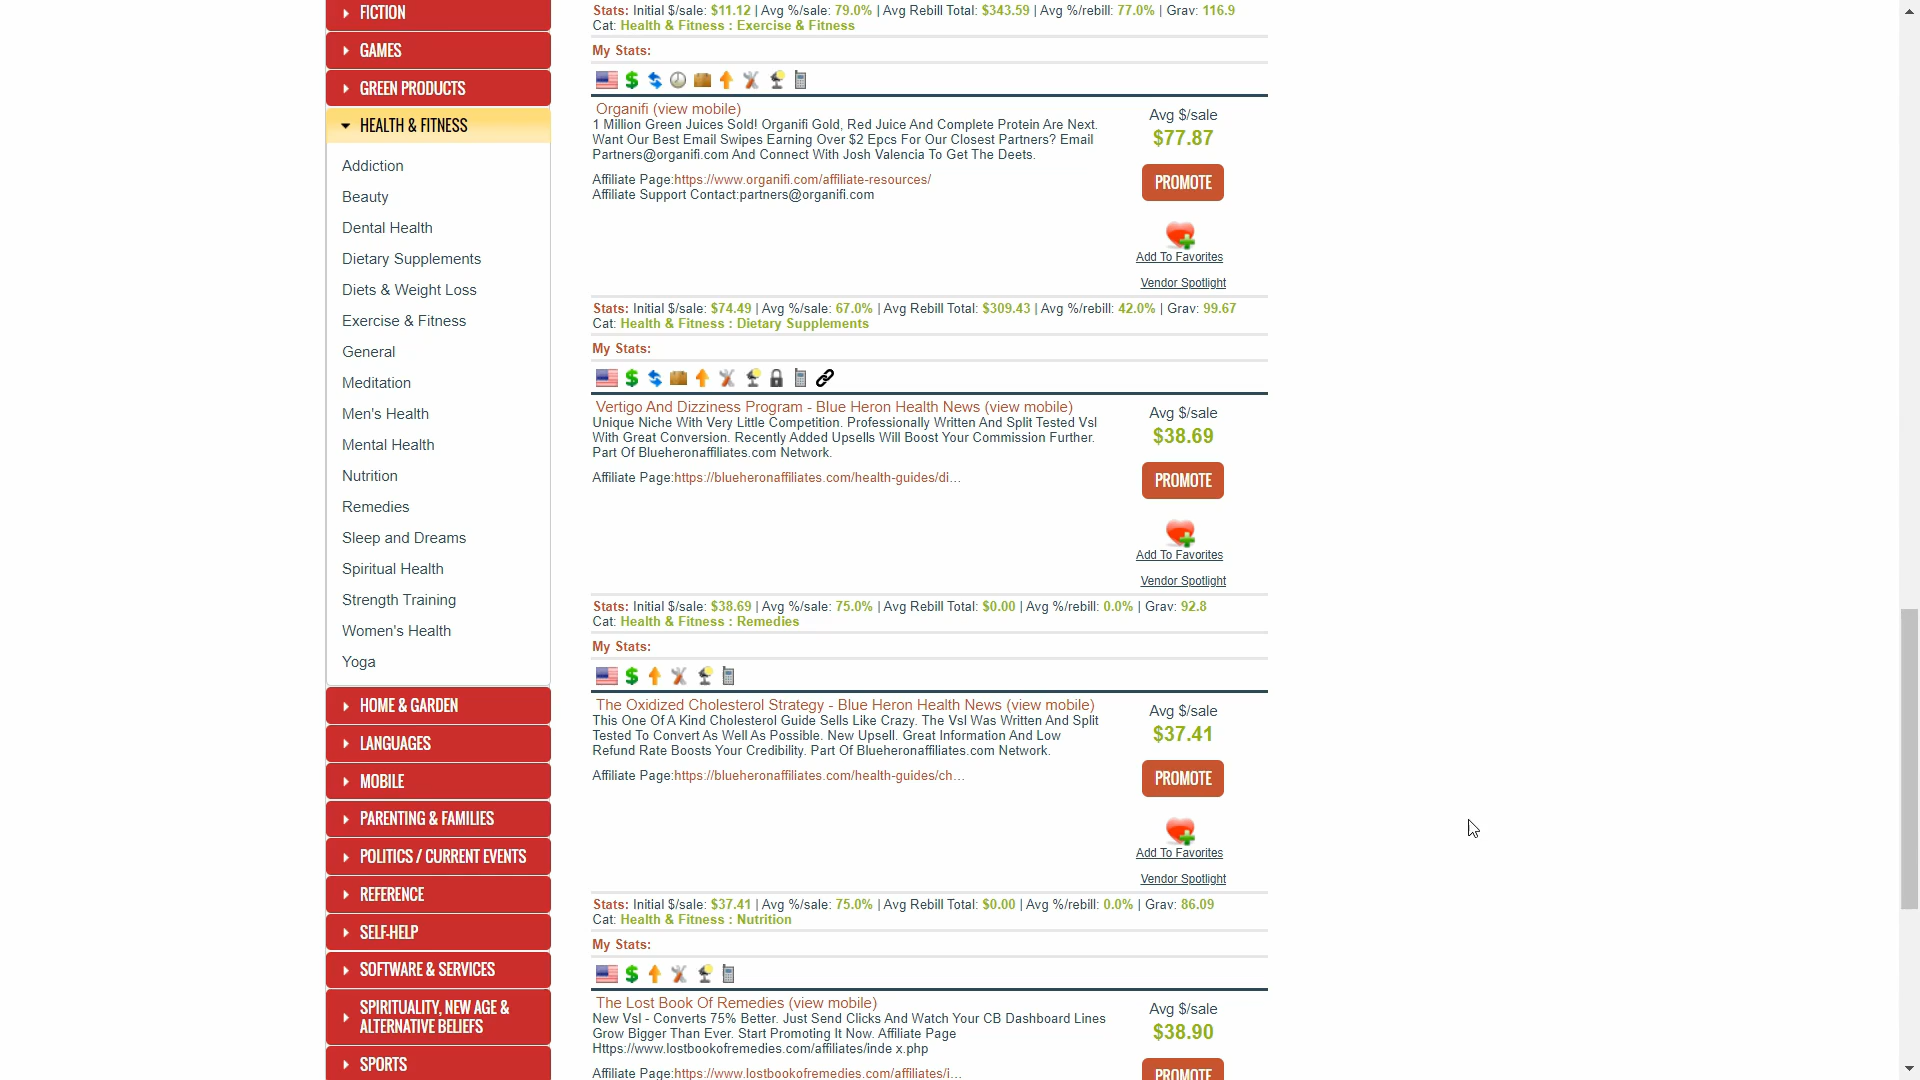 FICTION
GAMES
GREEN PRODUCTS
HEALTH & FITNESS
Addiction
Beauty
Dental Health
Dietary Supplements
Diets & Weight Loss
Exercise & Fitness
General
Meditation
Men's Health
Mental Health
Nutrition
Remedies
Sleep and Dreams
Spiritual Health
Strength Training
Women's Health
Yoga
HOME & GARDEN
LANGUAGES
MOBILE
PARENTING & FAMILIES
POLITICS / CURRENT EVENTS
REFERENCE
SELF-HELP
SOFTWARE & SERVICES
SPIRITUALITY, NEW AGE &
ALTERNATIVE BELIEFS
SPORTS
Stats: Initial $/sale: $11.12 | Avg %/sale: 79.0% | Avg Rebill Total: $343.59 | Avg %/rebill: 77.0% | Grav: 116.9
Cat: Health & Fitness : Exercise & Fitness
My Stats:
Organifi (view mobile)
1 Million Green Juices Sold! Organifi Gold, Red Juice And Complete Protein Are Next.
Want Our Best Email Swipes Earning Over $2 Epcs For Our Closest Partners? Email
Partners@organifi.com And Connect With Josh Valencia To Get The Deets.
Affiliate Page:https://www.organifi.com/affiliate-resources/
Affiliate Support Contact:partners@organifi.com
Avg $/sale
$77.87
PROMOTE
Add To Favorites
Vendor Spotlight
Stats: Initial $/sale: $74.49 | Avg %/sale: 67.0% | Avg Rebill Total: $309.43 | Avg %/rebill: 42.0% | Grav: 99.67
Cat: Health & Fitness : Dietary Supplements
My Stats:
Vertigo And Dizziness Program - Blue Heron Health News (view mobile)
Unique Niche With Very Little Competition. Professionally Written And Split Tested Vsl
With Great Conversion. Recently Added Upsells Will Boost Your Commission Further.
Part Of Blueheronaffiliates.com Network.
Affiliate Page:https://blueheronaffiliates.com/health-guides/di...
Avg $/sale
$38.69
PROMOTE
Add To Favorites
Vendor Spotlight
Stats: Initial $/sale: $38.69 | Avg %/sale: 75.0% | Avg Rebill Total: $0.00 | Avg %/rebill: 0.0% | Grav: 92.8
Cat: Health & Fitness : Remedies
My Stats:
The Oxidized Cholesterol Strategy - Blue Heron Health News (view mobile)
This One Of A Kind Cholesterol Guide Sells Like Crazy. The Vsl Was Written And Split
Tested To Convert As Well As Possible. New Upsell. Great Information And Low
Refund Rate Boosts Your Credibility. Part Of Blueheronaffiliates.com Network.
Affiliate Page:https://blueheronaffiliates.com/health-guides/ch...
Avg $/sale
$37.41
PROMOTE
Add To Favorites
Vendor Spotlight
Stats: Initial $/sale: $37.41 | Avg %/sale: 75.0% | Avg Rebill Total: $0.00 | Avg %/rebill: 0.0% | Grav: 86.09
Cat: Health & Fitness : Nutrition
My Stats:
The Lost Book Of Remedies (view mobile)
New Vsl - Converts 75% Better. Just Send Clicks And Watch Your CB Dashboard Lines
Grow Bigger Than Ever. Start Promoting It Now. Affiliate Page
Https://www.lostbookofremedies.com/affiliates/inde x.php
Affiliate Page:https://www.lostbookofremedies.com/affiliates/i...
Avg $/sale
$38.90
PROMOTE